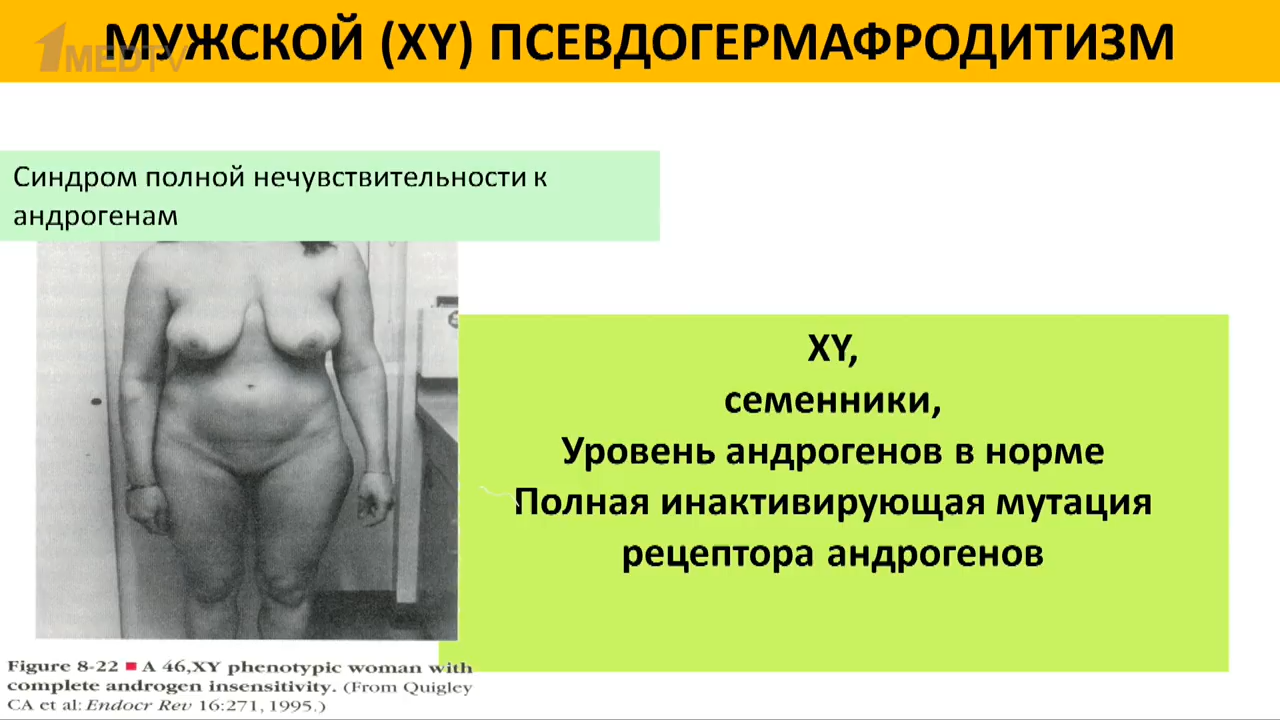 МУЖСКОЙ (XY) ПСЕВДОГЕРМАФРОДИТИЗМ
1MEDTV
Синдром полной нечувствительности к
андрогенам
XY,
семенники,
Уровень андрогенов в норме
Полная инактивирующая мутация
рецептора андрогенов
Figure 8-22 ■ A 46,XY phenotypic woman with
complete androgen insensitivity. (From Quigley
CA et al: Endocr Rev 16:271, 1995.)